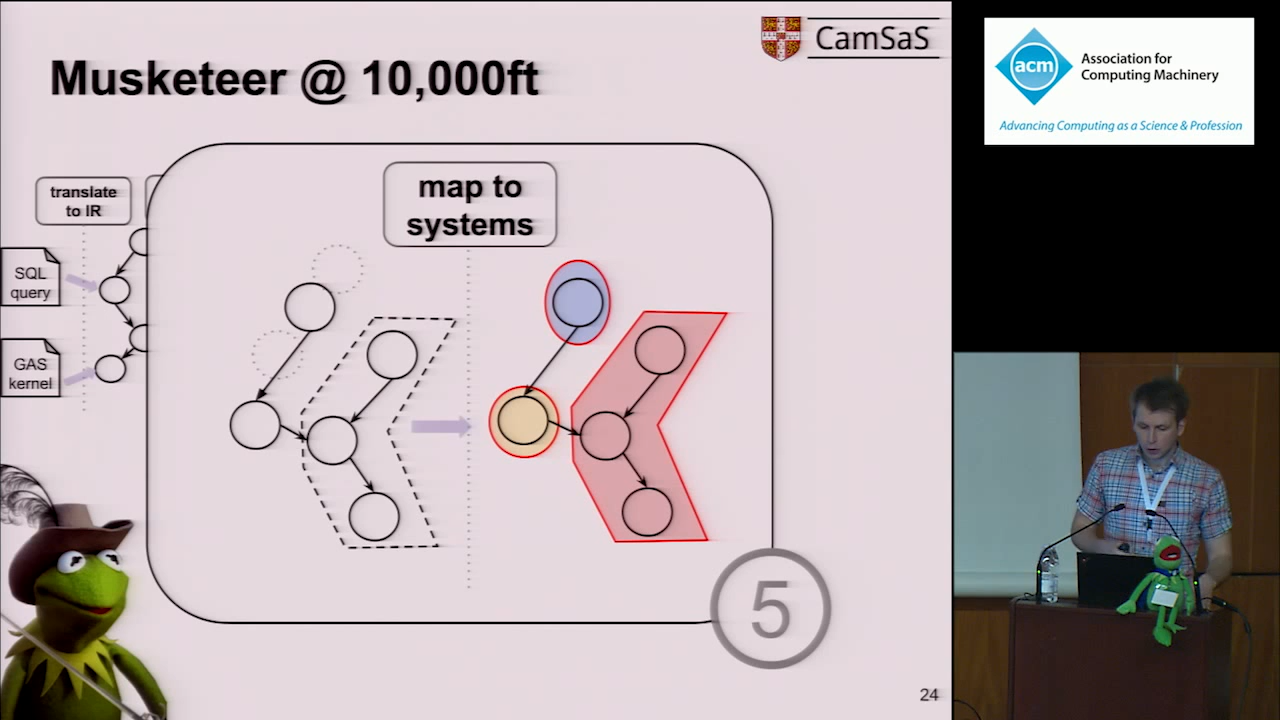 CamSaS
Musketeer @ 10,000ft
translate
to IR
SQL
query
GAS
kernel
map to
systems
5
24
acm
Association for
Computing Machinery
Advancing Computing as a Science & Profession